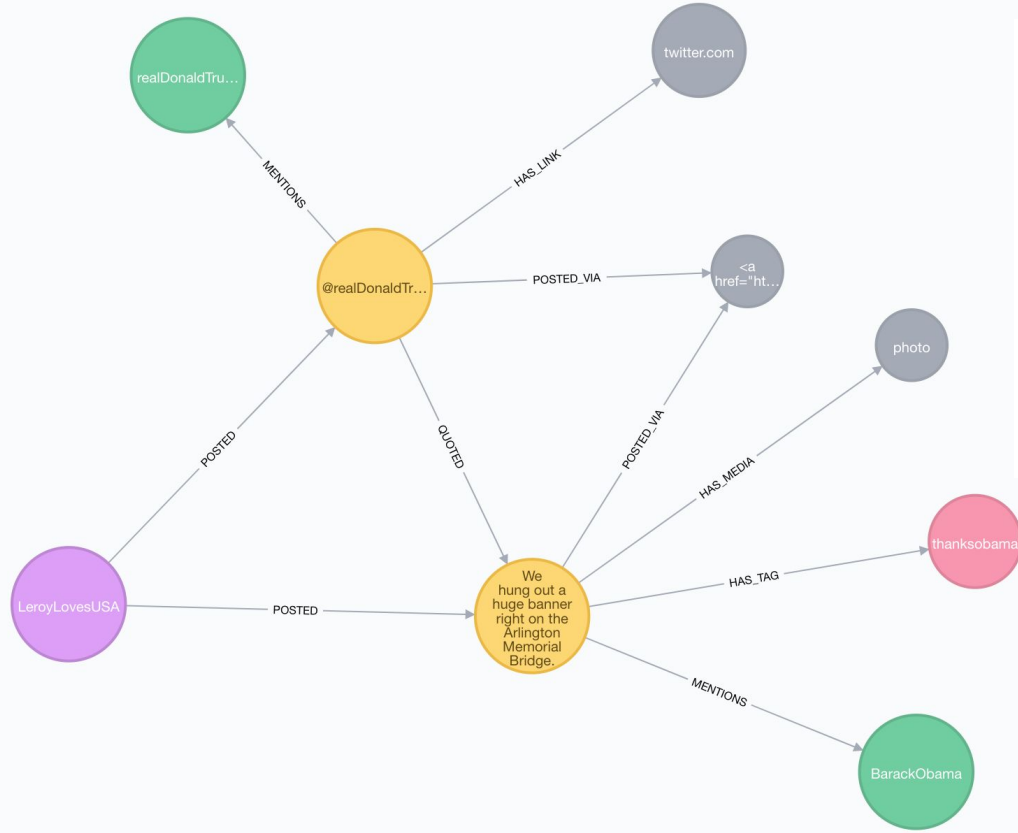 twitter.com
realDonaldTru...
HAS_LINK
MENTIONS
<a
href="ht...
POSTED_VIA
@realDonaldTr...
photo
POSTED
QUOTED
POSTED_VIA
HAS_MEDIA
thanksobama
HAS_TAG
We
hung out a
huge banner
right on the
Arlington
Memorial
Bridge.
LeroyLovesUSA
POSTED
MENTIONS
BarackObama